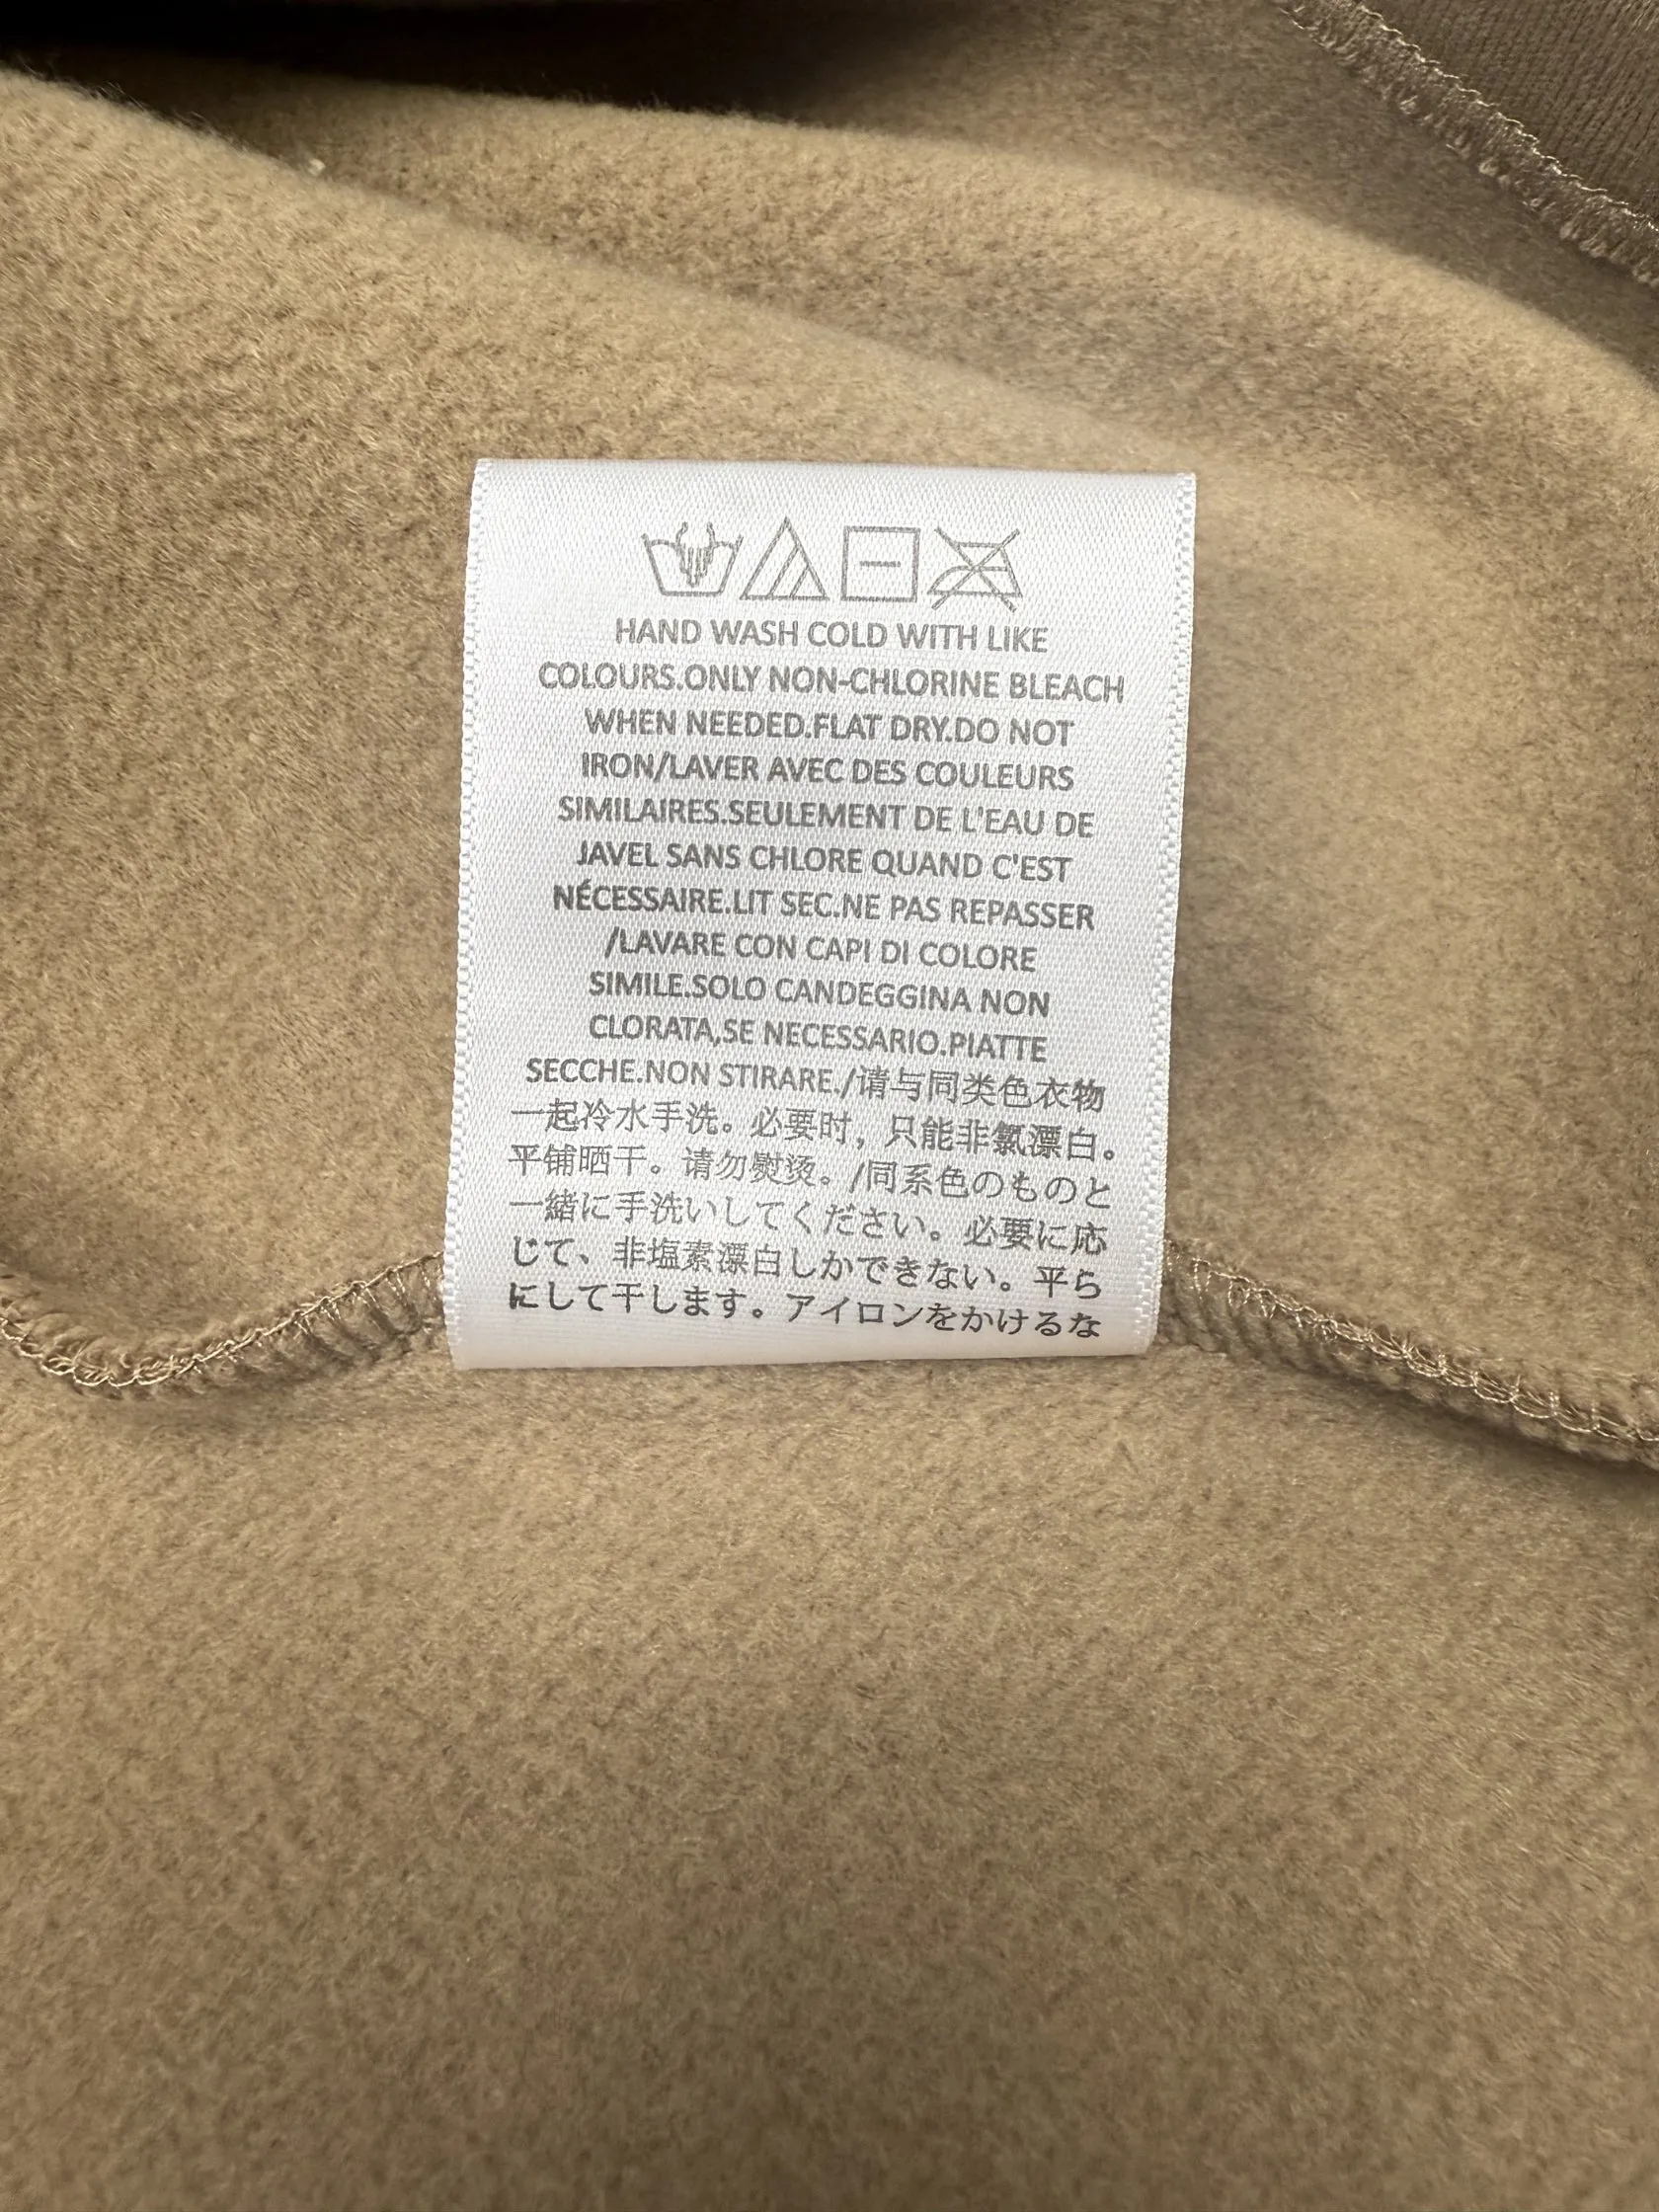 HAND WASH COLD WITH LIKE
COLOURS.ONLY NON-CHLORINE BLEACH
WHEN NEEDED.FLAT DRY.DO NOT
IRON/LAVER AVEC DES COULEURS
SIMILAIRES.SEULEMENT DE L'EAU DE
JAVEL SANS CHLORE QUAND C'EST
NÉCESSAIRE.LIT SEC.NE PAS REPASSER
/LAVARE CON CAPI DI COLORE
SIMILE.SOLO CANDEGGINA NON
CLORATA,SE NECESSARIO.PIATTE
SECCHE.NON STIRARE./请与同类色衣物
一起冷水手洗。必要时，只能非氯漂白。
平铺晒干。请勿熨烫。/同系色のものと
一緒に手洗いしてください。必要に応
じて、非塩素漂白しかできない。平ら
にして干します。アイロンをかけるな